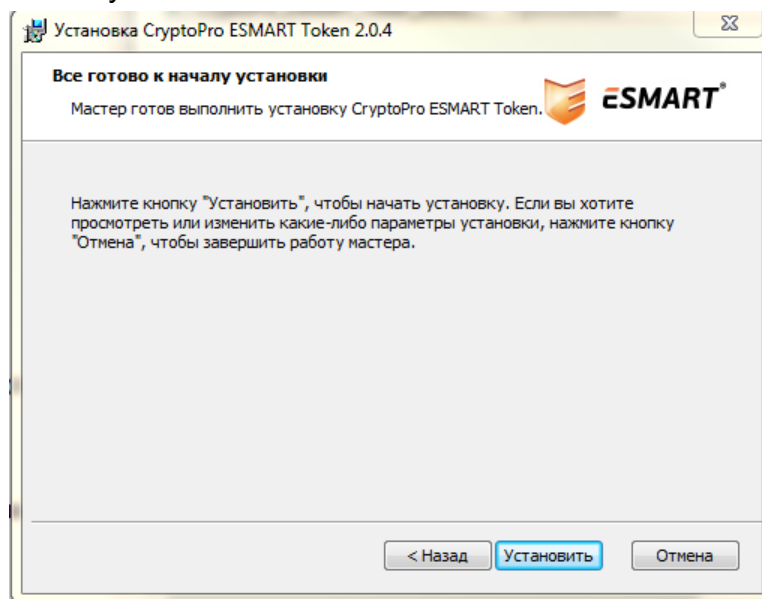 Установка CryptoPro ESMART Token 2.0.4
Все готово к началу установки
Мастер готов выполнить установку CryptoPro ESMART Token.
ESMART®
Нажмите кнопку "Установить", чтобы начать установку. Если вы хотите
просмотреть или изменить какие-либо параметры установки, нажмите кнопку
"Отмена", чтобы завершить работу мастера.
< Назад
Установить
Отмена